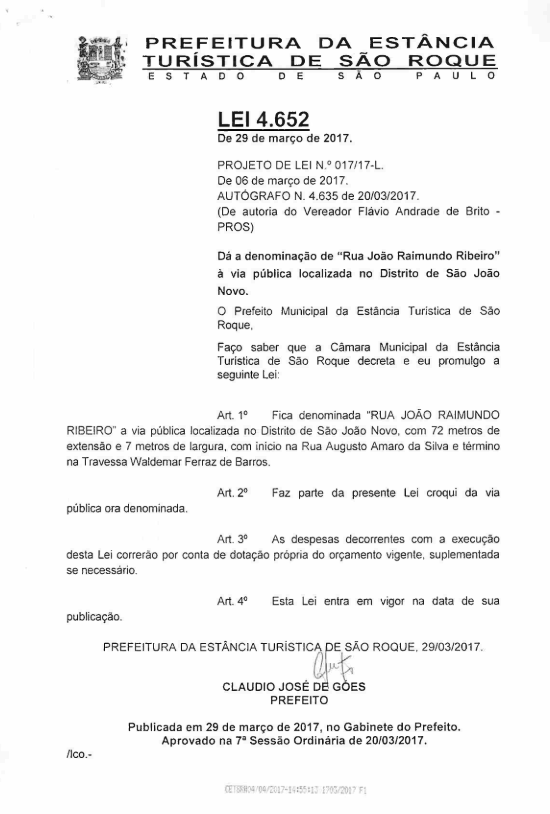 PREFEITURA DA ESTÂNCIA
TURÍSTICA DE SÃO ROQUE
ESTADO DE SÃO PAULO
LEI 4.652
De 29 de março de 2017.
PROJETO DE LEI N.º 017/17-L.
De 06 de março de 2017.
AUTÓGRAFO N. 4.635 de 20/03/2017.
(De autoria do Vereador Flávio Andrade de Brito -
PROS)
Dá a denominação de “Rua João Raimundo Ribeiro”
à via pública localizada no Distrito de São João
Novo.
O Prefeito Municipal da Estância Turística de São
Roque,
Faço saber que a Câmara Municipal da Estância
Turística de São Roque decreta e eu promulgo a
seguinte Lei:
Art. 1º Fica denominada “RUA JOÃO RAIMUNDO
RIBEIRO” a via pública localizada no Distrito de São João Novo, com 72 metros de
extensão e 7 metros de largura, com início na Rua Augusto Amaro da Silva e término
na Travessa Waldemar Ferraz de Barros.
Art. 2º Faz parte da presente Lei croqui da via
pública ora denominada.
Art. 3º As despesas decorrentes com a execução
desta Lei correrão por conta de dotação própria do orçamento vigente, suplementada
se necessário.
Art. 4º Esta Lei entra em vigor na data de sua
publicação.
PREFEITURA DA ESTÂNCIA TURÍSTICA DE SÃO ROQUE, 29/03/2017.
CLAUDIO JOSÉ DE GÓES
PREFEITO
Publicada em 29 de março de 2017, no Gabinete do Prefeito.
Aprovado na 7ª Sessão Ordinária de 20/03/2017.
/lco.-